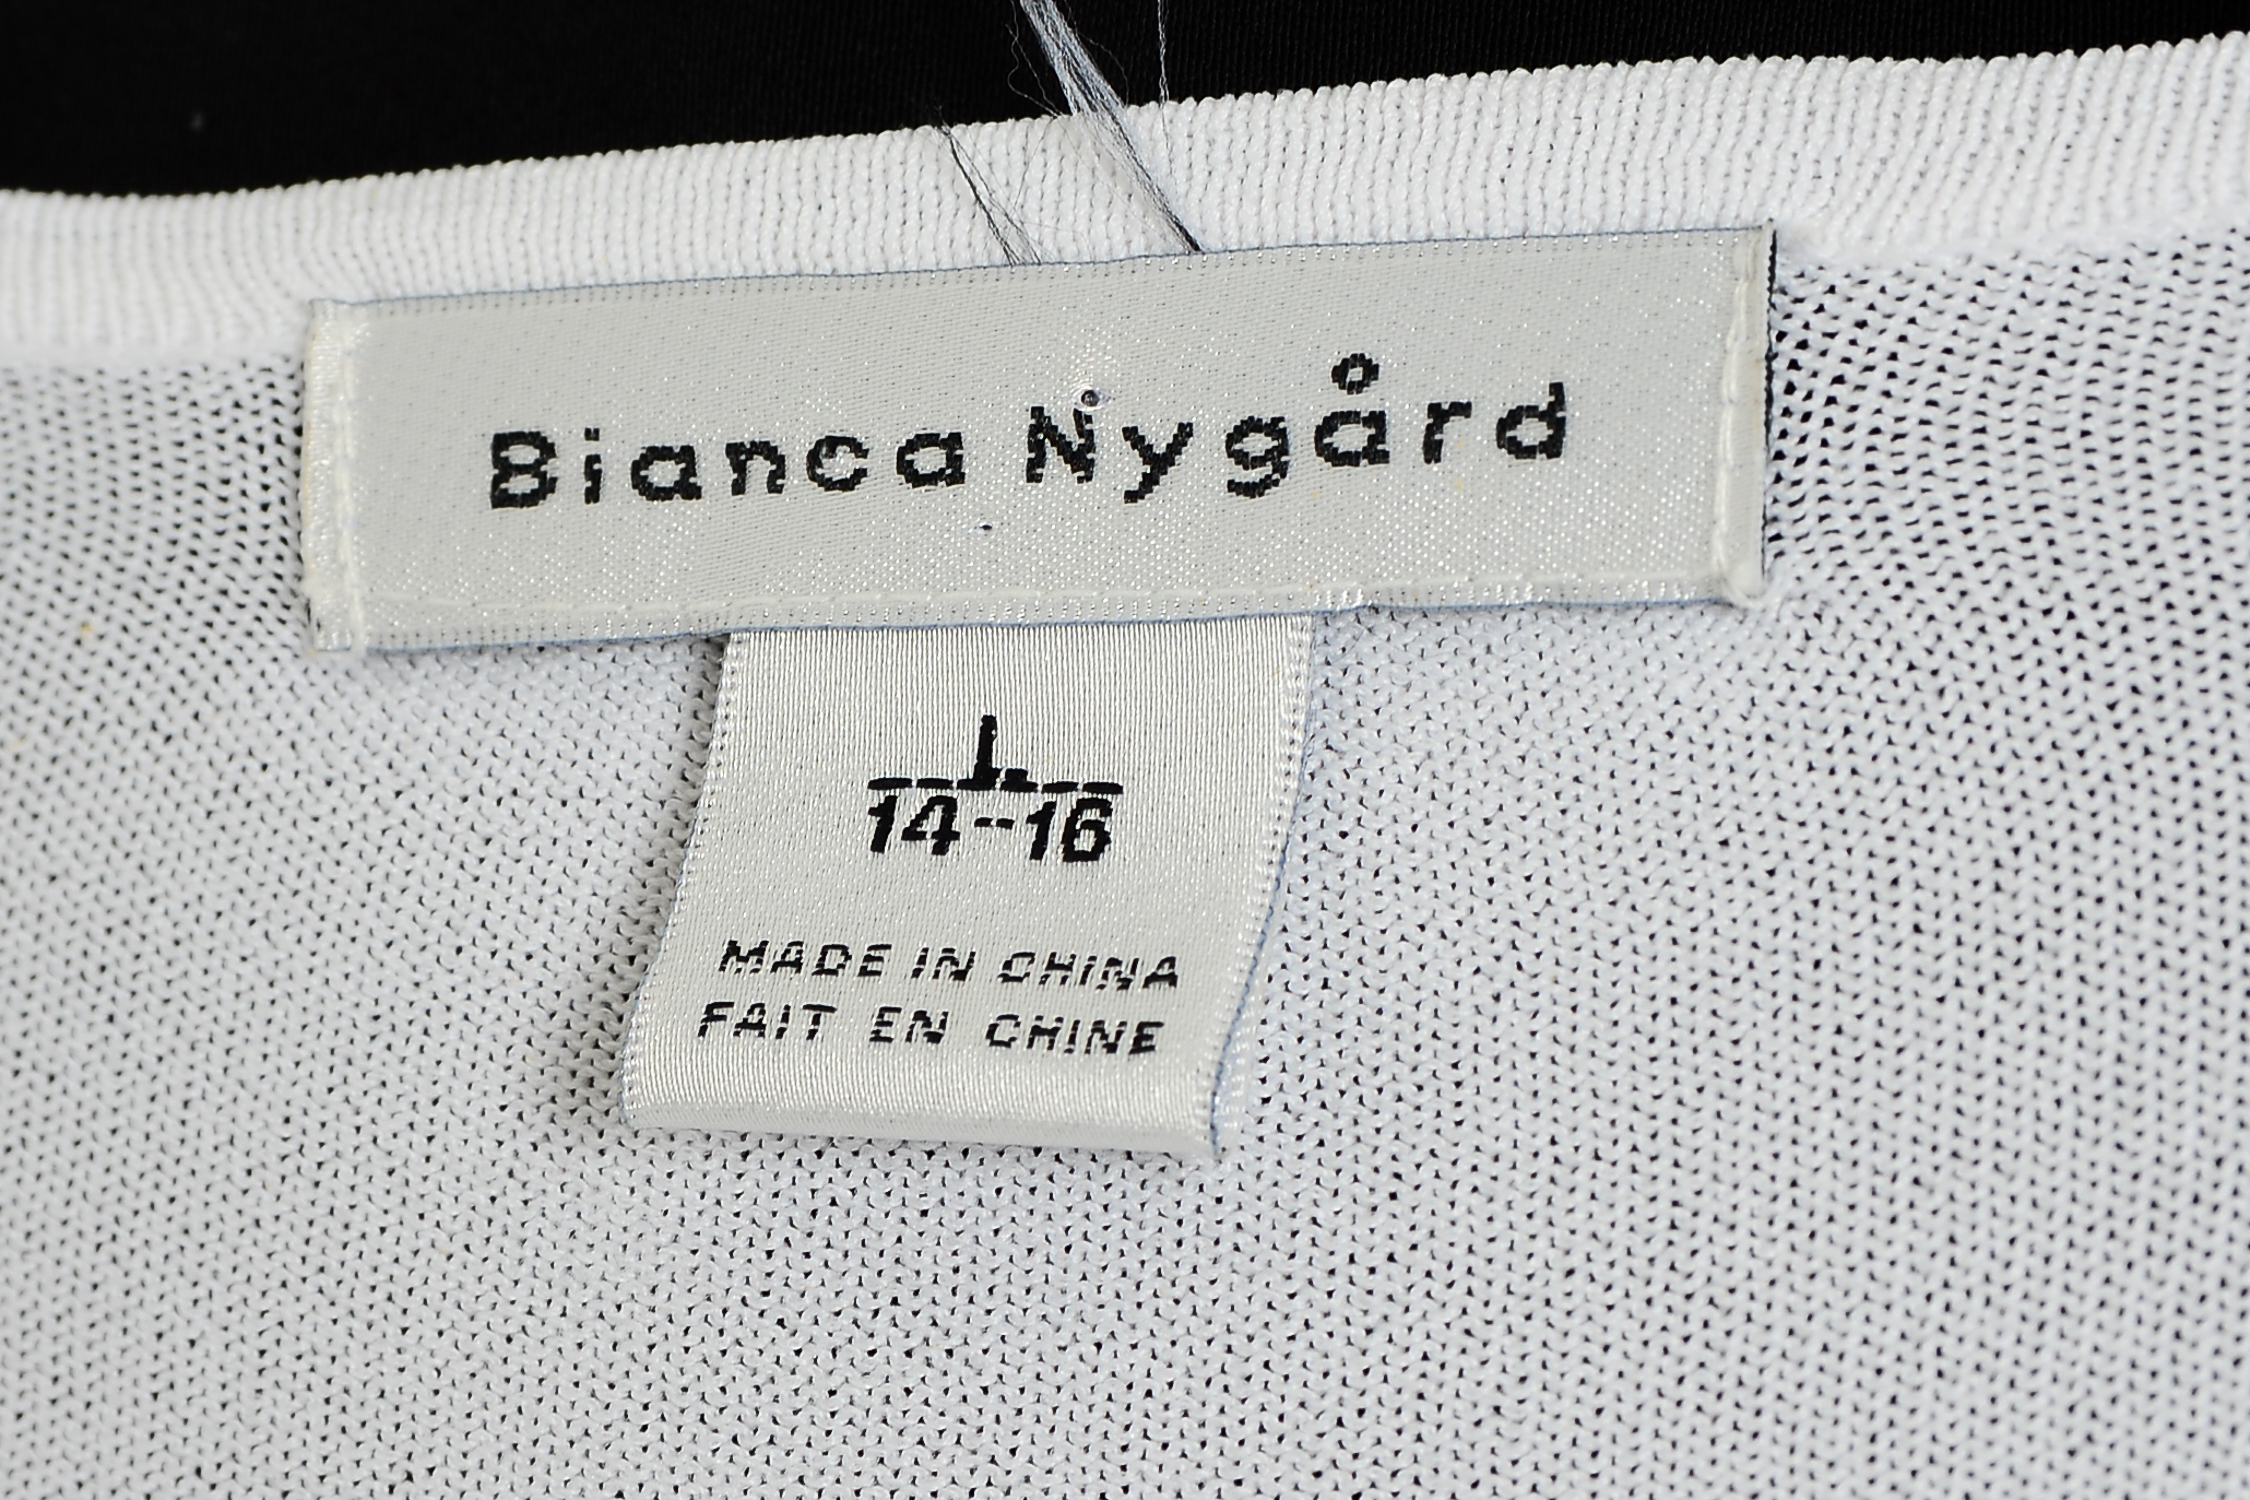 Bianca Nygård
L
14-16
MADE IN CHINA
FAIT EN CHINE